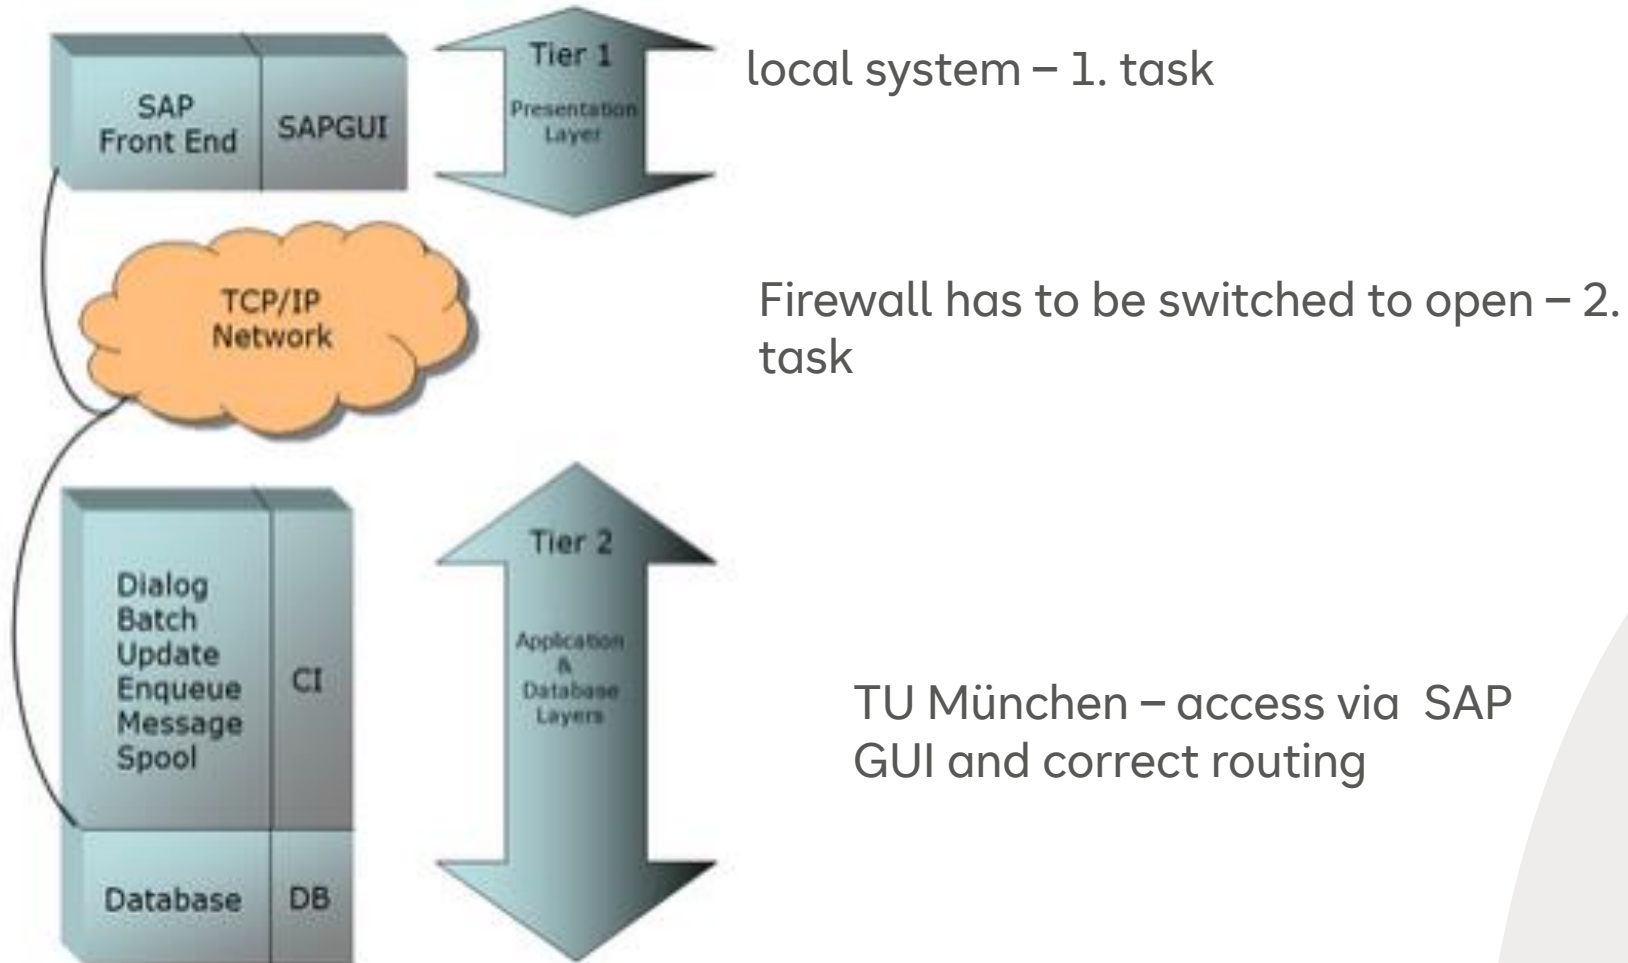 SAP
Front End
SAPGUI
Tier 1
Presentation
Layer
local system – 1. task
TCP/IP
Network
Firewall has to be switched to open – 2.
task
Dialog
Batch
Update
Enqueue
Message
Spool
CI
Tier 2
Application
&
Database
Layers
TU München – access via  SAP
GUI and correct routing
Database
DB